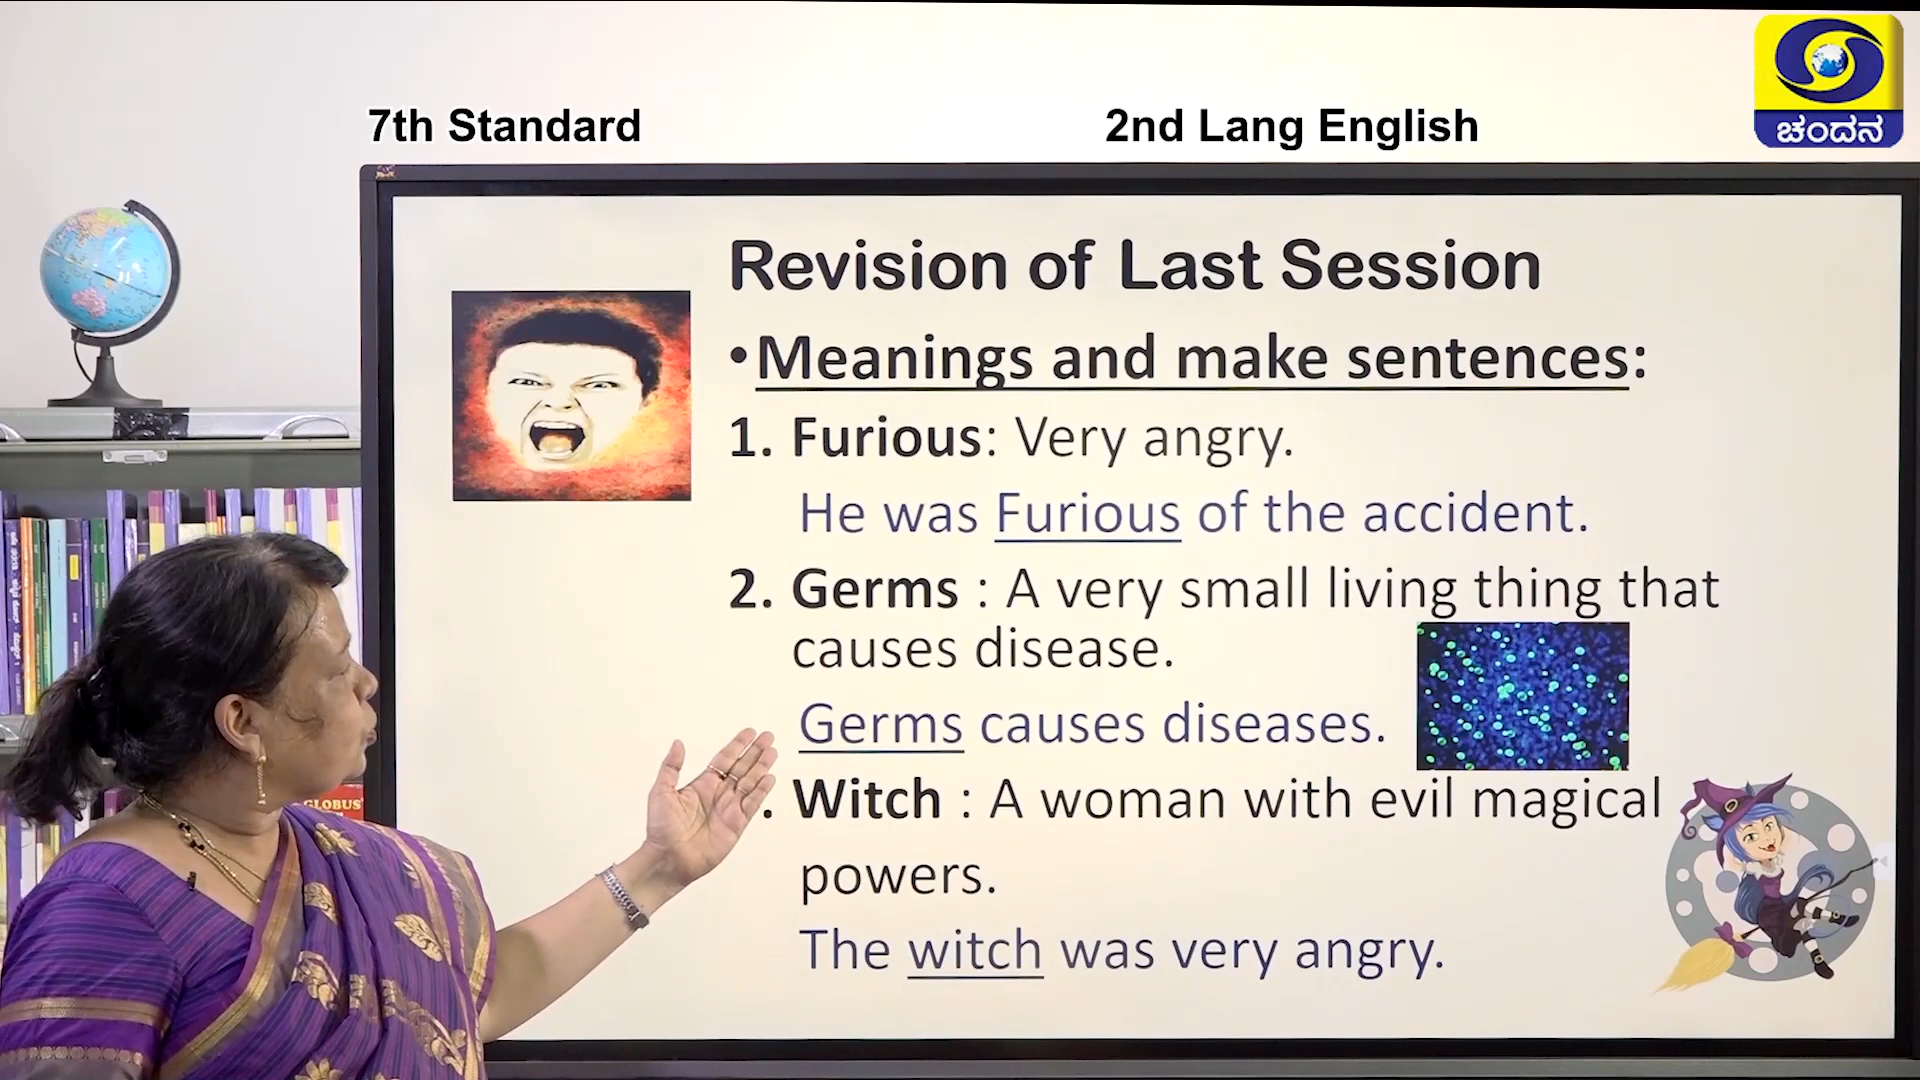 7th Standard
2nd Lang English
ಚಂದನ
Revision of Last Session
•Meanings and make sentences:
1. Furious: Very angry.
He was Furious of the accident.
2. Germs : A very small living thing that
causes disease.
Germs causes diseases.
. Witch : A woman with evil magical
powers.
The witch was very angry.
GLOBUS